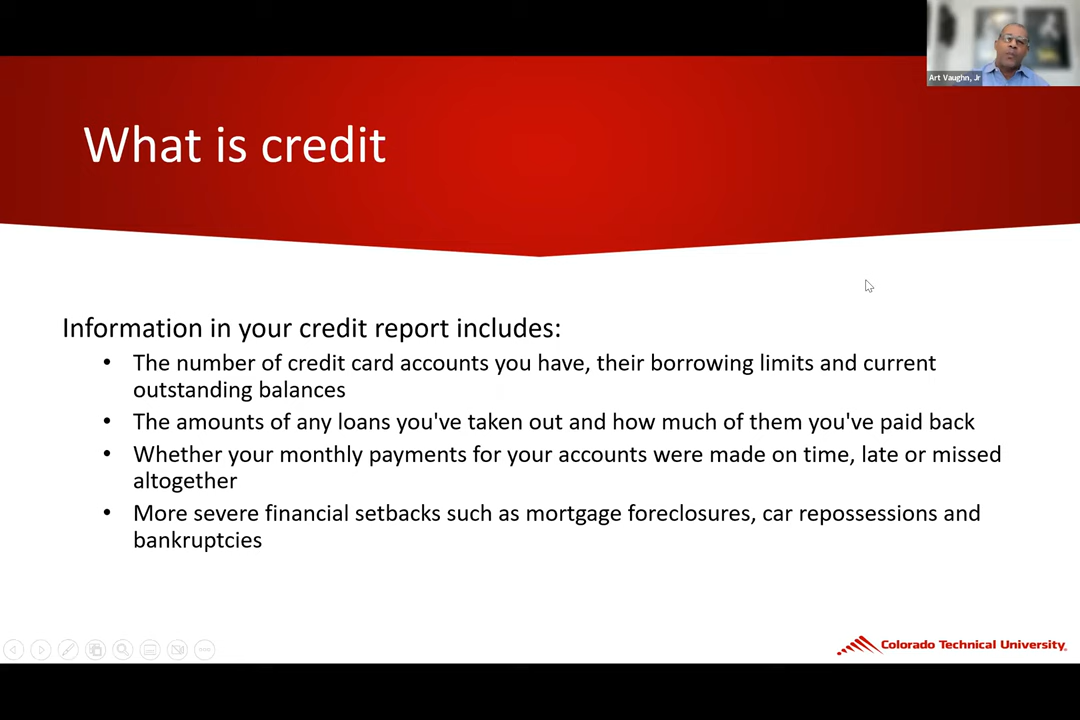 Art Vaughn, Jr
What is credit
Information in your credit report includes:
• The number of credit card accounts you have, their borrowing limits and current
outstanding balances
• The amounts of any loans you've taken out and how much of them you've paid back
• Whether your monthly payments for your accounts were made on time, late or missed
altogether
• More severe financial setbacks such as mortgage foreclosures, car repossessions and
bankruptcies
Colorado Technical University